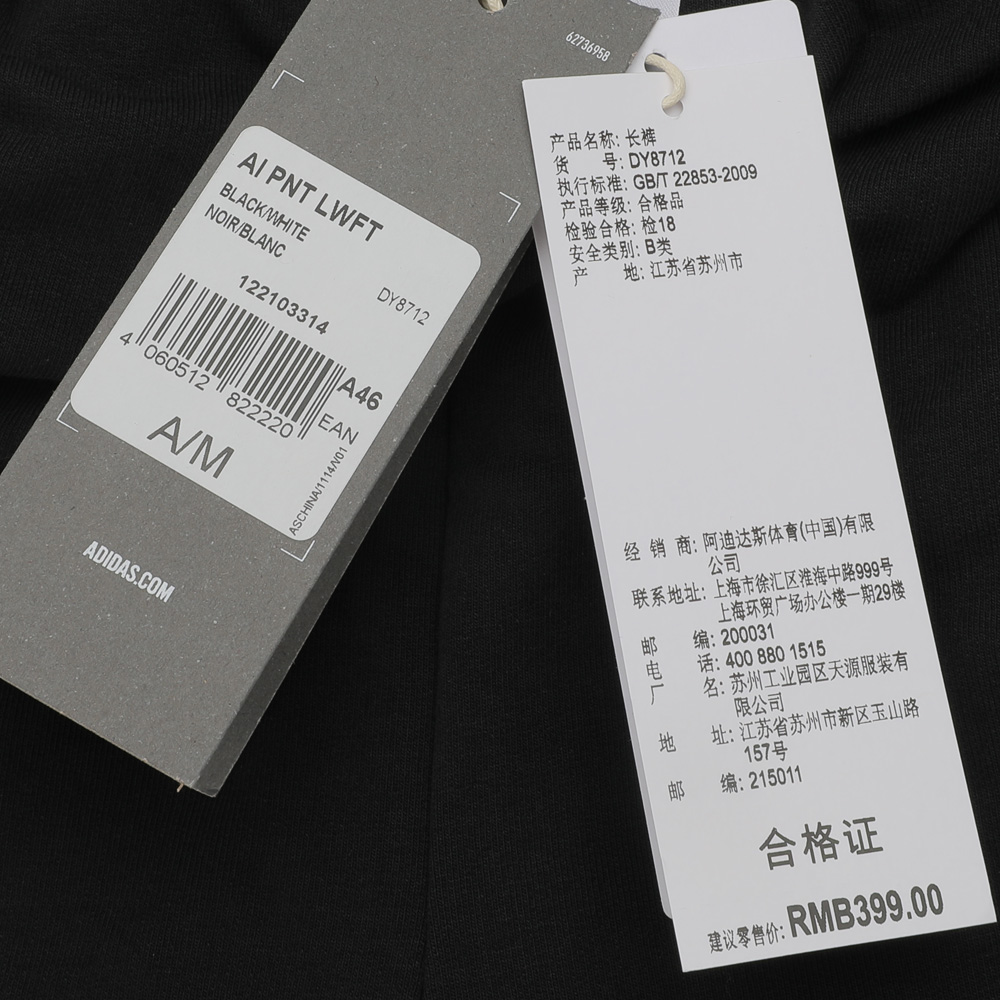 62736958
AI PNT LWFT
BLACK/WHITE
NOIR/BLANC
DY8712
122103314
A46
4 060512 822220
EAN
A/M
ASCHINA/1114/V01
ADIDAS.COM
产品名称: 长裤
货 号: DY8712
执行标准: GB/T 22853-2009
产品等级: 合格品
检验合格: 检18
安全类别: B类
产 地: 江苏省苏州市
经 销 商: 阿迪达斯体育(中国)有限
公司
联系地址: 上海市徐汇区淮海中路999号
上海环贸广场办公楼一期29楼
邮 编: 200031
电 话: 400 880 1515
厂 名: 苏州工业园区天源服装有
限公司
地 址: 江苏省苏州市新区玉山路
157号
邮 编: 215011
合格证
建议零售价: RMB399.00